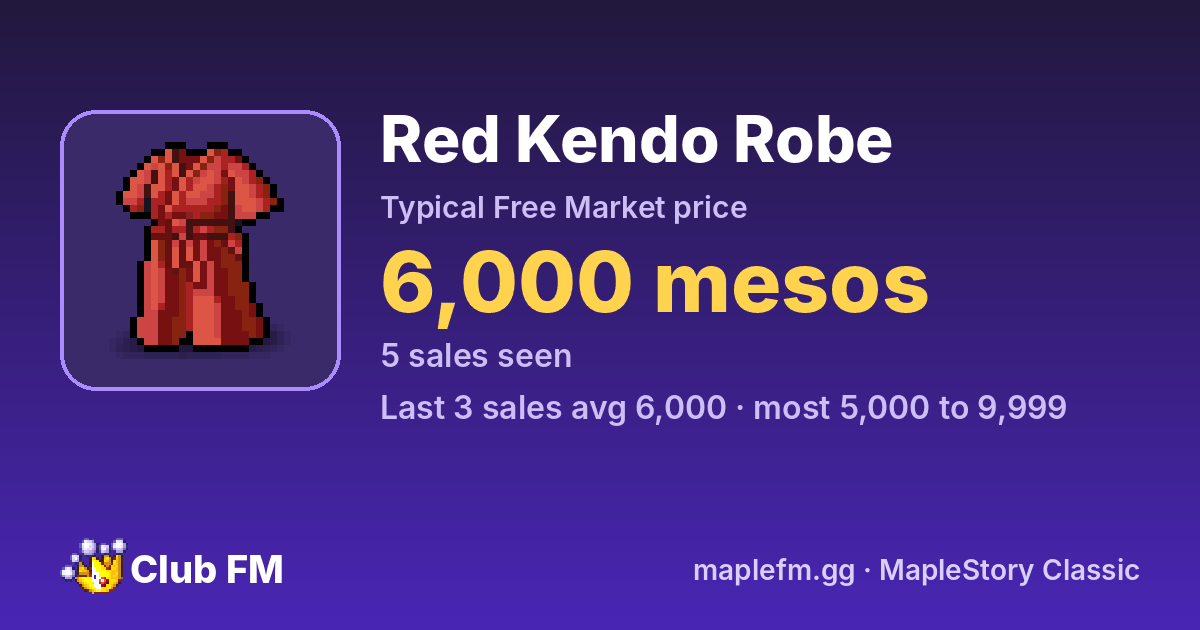 Red Kendo Robe
Typical Free Market price
6,000 mesos
5 sales seen
Last 3 sales avg 6,000 · most 5,000 to 9,999
Club FM
maplefm.gg · MapleStory Classic